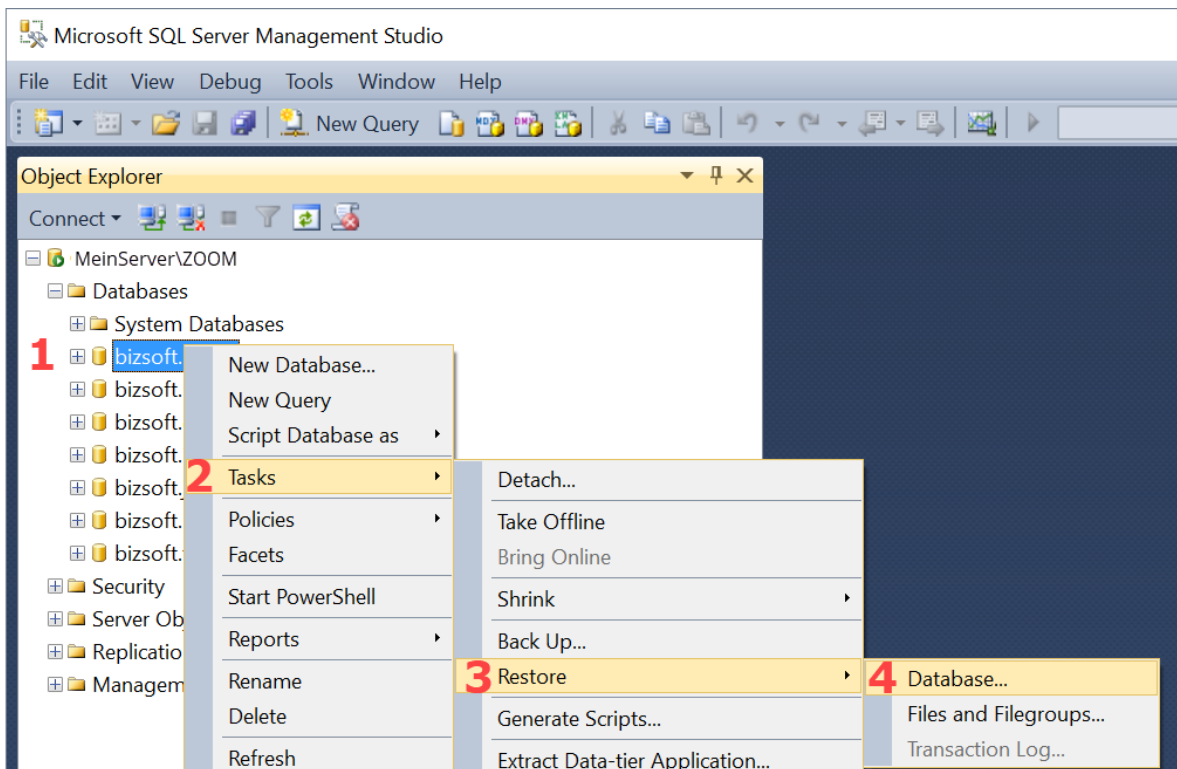 Microsoft SQL Server Management Studio
File Edit View Debug Tools Window Help
New Query
Object Explorer
Connect
MeinServer\ZOOM
Databases
System Databases
1 bizsoft.
bizsoft.
bizsoft.
bizsoft.
bizsoft.
bizsoft.
bizsoft.
Security
Server Ob
Replicatio
Managem
New Database...
New Query
Script Database as
2 Tasks
Policies
Facets
Start PowerShell
Reports
Rename
Delete
Refresh
Detach...
Take Offline
Bring Online
Shrink
Back Up...
3 Restore
Generate Scripts...
Extract Data-tier Application...
4 Database...
Files and Filegroups...
Transaction Log...